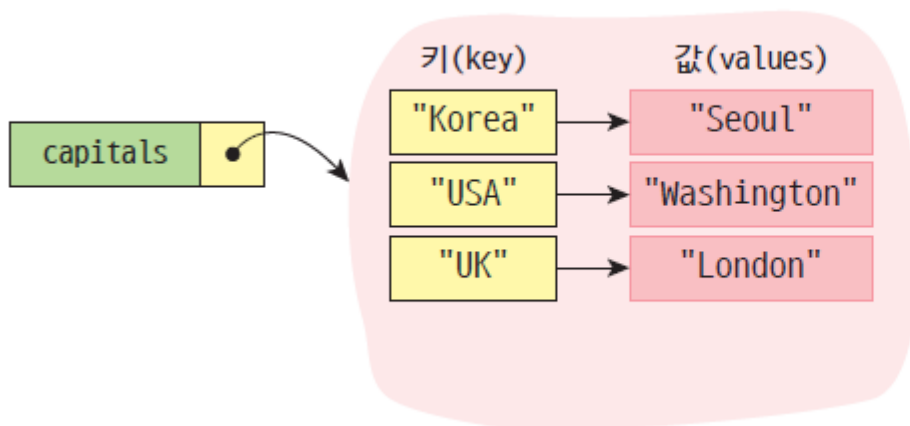 키(key) 값(values)
capitals
"Korea" "Seoul"
"USA" "Washington"
"UK" "London"